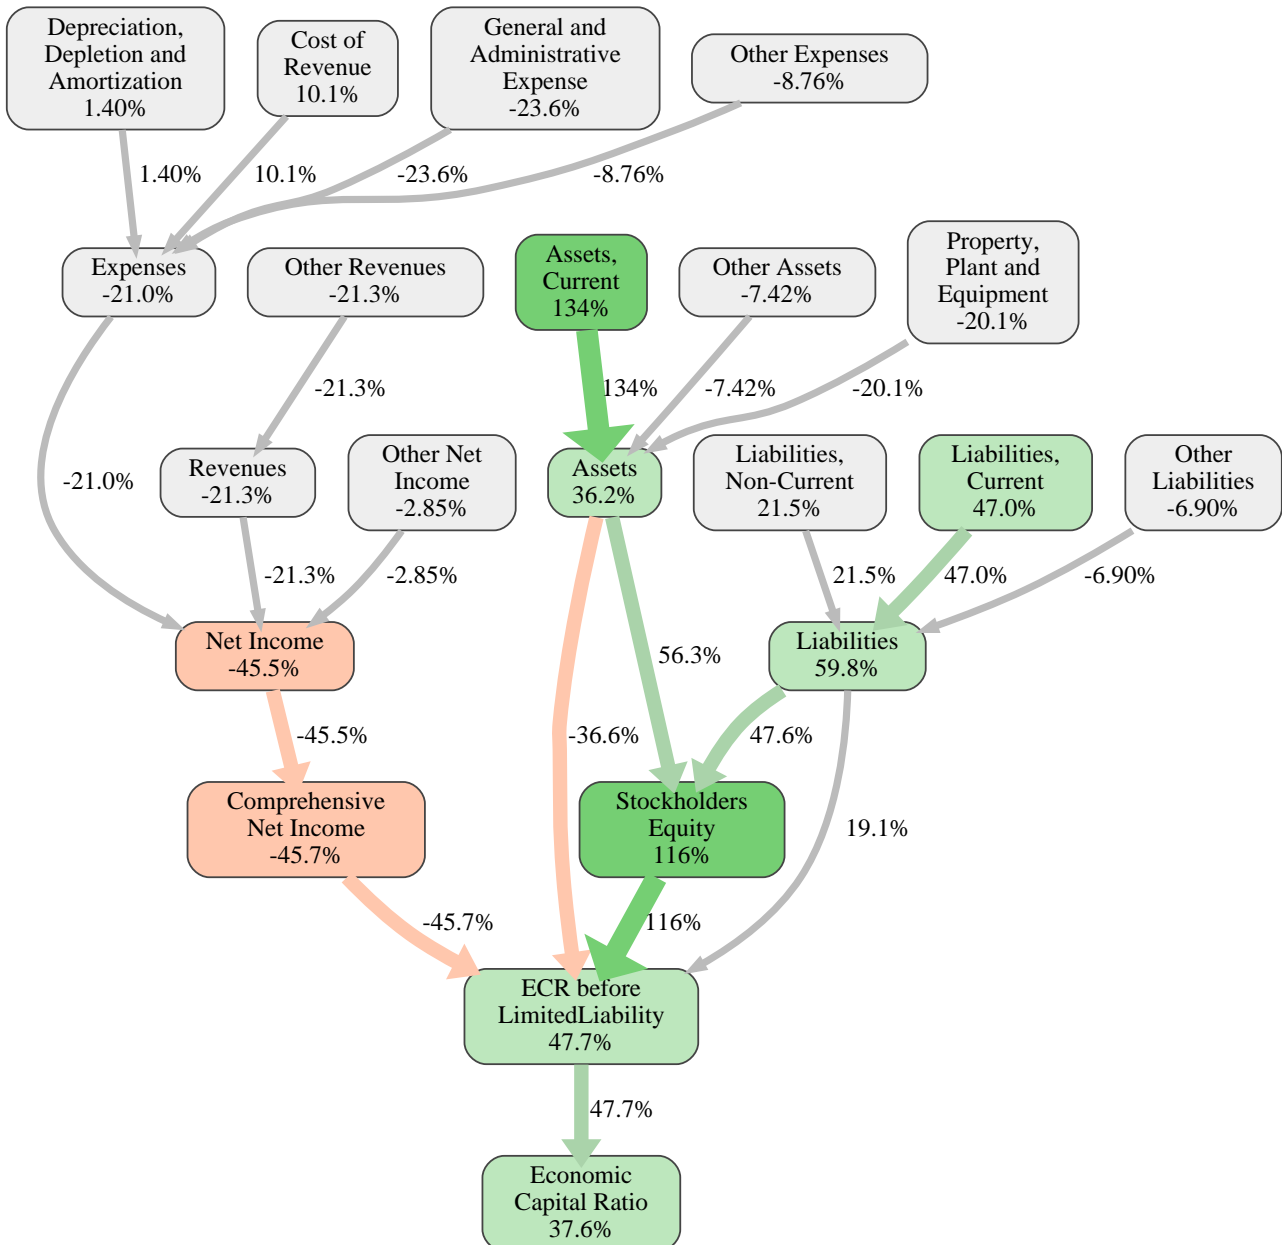 Depreciation,
Depletion and
Amortization
1.40%
Cost of
Revenue
10.1%
General and
Administrative
Expense
-23.6%
Other Expenses
-8.76%
1.40%
10.1%
-23.6%
-8.76%
Expenses
-21.0%
Other Revenues
-21.3%
Assets,
Current
134%
Other Assets
-7.42%
Property,
Plant and
Equipment
-20.1%
-21.3%
134%
-7.42%
-20.1%
-21.0%
Revenues
-21.3%
Other Net
Income
-2.85%
Assets
36.2%
Liabilities,
Non-Current
21.5%
Liabilities,
Current
47.0%
Other
Liabilities
-6.90%
-21.3%
-2.85%
21.5%
47.0%
-6.90%
Net Income
-45.5%
56.3%
Liabilities
59.8%
-45.5%
-36.6%
47.6%
Comprehensive
Net Income
-45.7%
Stockholders
Equity
116%
19.1%
-45.7%
116%
ECR before
LimitedLiability
47.7%
47.7%
Economic
Capital Ratio
37.6%